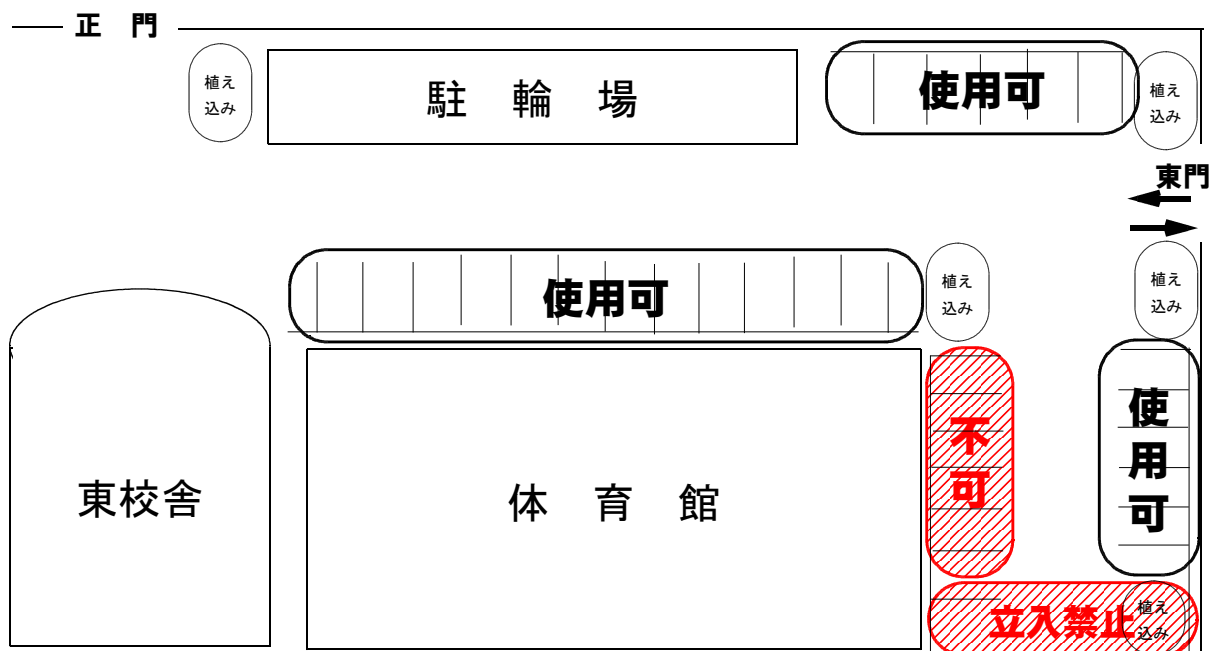 正　門
植え
込み
駐　輪　場
使用可
植え
込み
東門
使用可
植え
込み
植え
込み
不可
使用可
東校舎
体　育　館
立入禁止
植え
込み